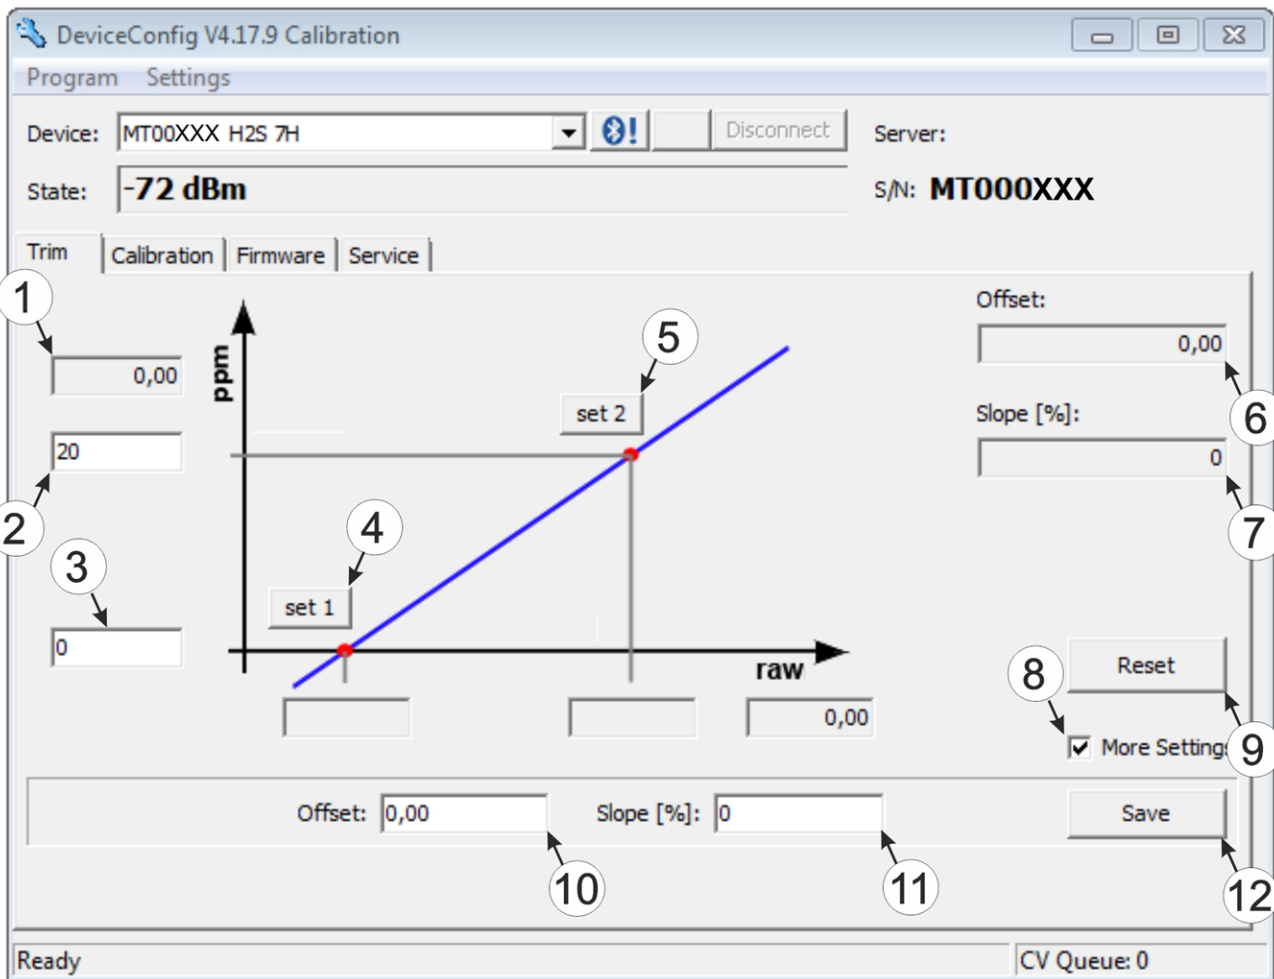 DeviceConfig V4.17.9 Calibration
Program Settings
Device: MT00XXX H2S 7H Disconnect Server:
State: -72 dBm S/N: MT000XXX
Trim Calibration Firmware Service
1
Offset:
5
0,00
0,00
ppm
6
set 2
Slope [%]:
20
0
2
4
7
3
set 1
0
raw
8
Reset
0,00
9
More Setting
Offset: 0,00 Slope [%]: 0 Save
10
11
12
Ready CV Queue: 0